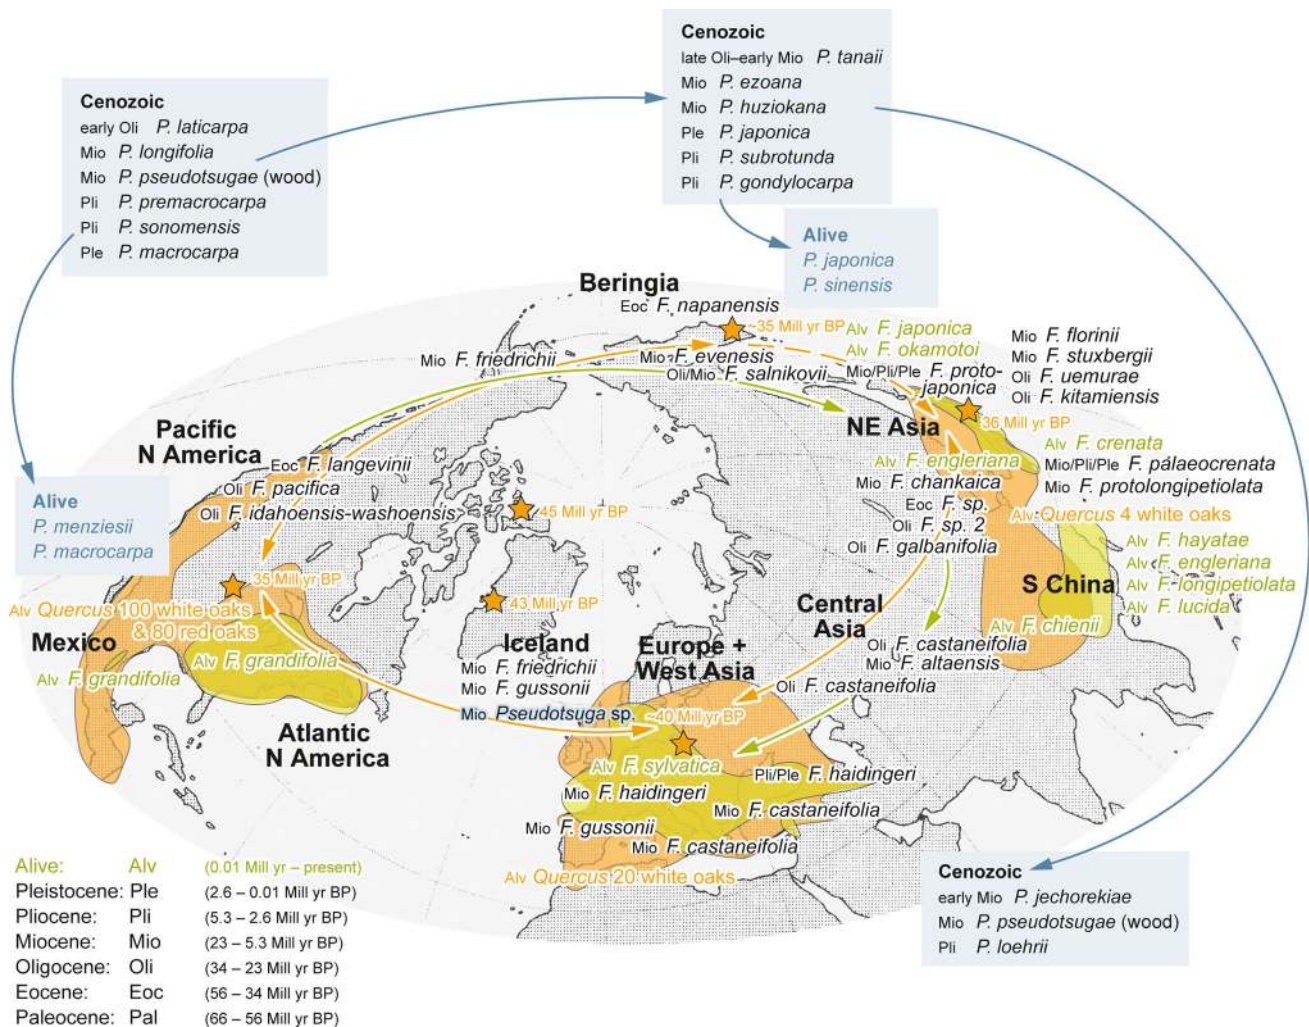 Cenozoic
early Oli P. laticarpa
Mio P. longifolia
Mio P. pseudotsugae (wood)
Pli P. premacrocarpa
Pli P. sonomensis
Ple P. macrocarpa
Cenozoic
late Oli–early Mio P. tanaii
Mio P. ezoana
Mio P. huziokana
Ple P. japonica
Pli P. subrotunda
Pli P. gondylocarpa
Alive
P. japonica
P. sinensis
Beringia
Eoc F. napanensis
~35 Mill yr BP
Alv F. japonica
Alv F. okamotoi
Mio F. friedrichii
Mio F. evenesis
Oli/Mio F. salnikovii
Mio/Pli/Ple F. proto-
japonica
Mio F. florinii
Mio F. stuxbergii
Oli F. uemurae
Oli F. kitamiensis
NE Asia
36 Mill yr BP
Pacific
N America
Eoc F. langevinii
Oli F. pacifica
Oli F. idahoensis-washoensis
Alv F. engleriana
Mio F. chankaica
Eoc F. sp.
Oli F. sp. 2
Oli F. galbanifolia
Alv F. crenata
Mio/Pli/Ple F. palaeocrenata
Mio F. protolongipetiolata
Alv Quercus 4 white oaks
Alive
P. menziesii
P. macrocarpa
45 Mill yr BP
Alv F. hayatae
Alv F. engleriana
Alv F. longipetiolata
Alv F. lucida
S China
Alv F. chienii
35 Mill yr BP
Alv Quercus 100 white oaks
& 80 red oaks
43 Mill yr BP
Mexico
Alv F. grandifolia
Alv F. grandifolia
Atlantic
N America
Iceland
Mio F. friedrichii
Mio F. gussonii
Mio Pseudotsuga sp.
Europe +
West Asia
Central
Asia
Oli F. castaneifolia
Mio F. altaensis
Oli F. castaneifolia
~40 Mill yr BP
Alv F. sylvatica
Pli/Ple F. haidingeri
Mio F. haidingeri
Mio F. castaneifolia
Mio F. gussonii
Mio F. castaneifolia
Alv Quercus 20 white oaks
Alive: Alv (0.01 Mill yr – present)
Pleistocene: Ple (2.6 – 0.01 Mill yr BP)
Pliocene: Pli (5.3 – 2.6 Mill yr BP)
Miocene: Mio (23 – 5.3 Mill yr BP)
Oligocene: Oli (34 – 23 Mill yr BP)
Eocene: Eoc (56 – 34 Mill yr BP)
Paleocene: Pal (66 – 56 Mill yr BP)
Cenozoic
early Mio P. jechorekiae
Mio P. pseudotsugae (wood)
Pli P. loehrii